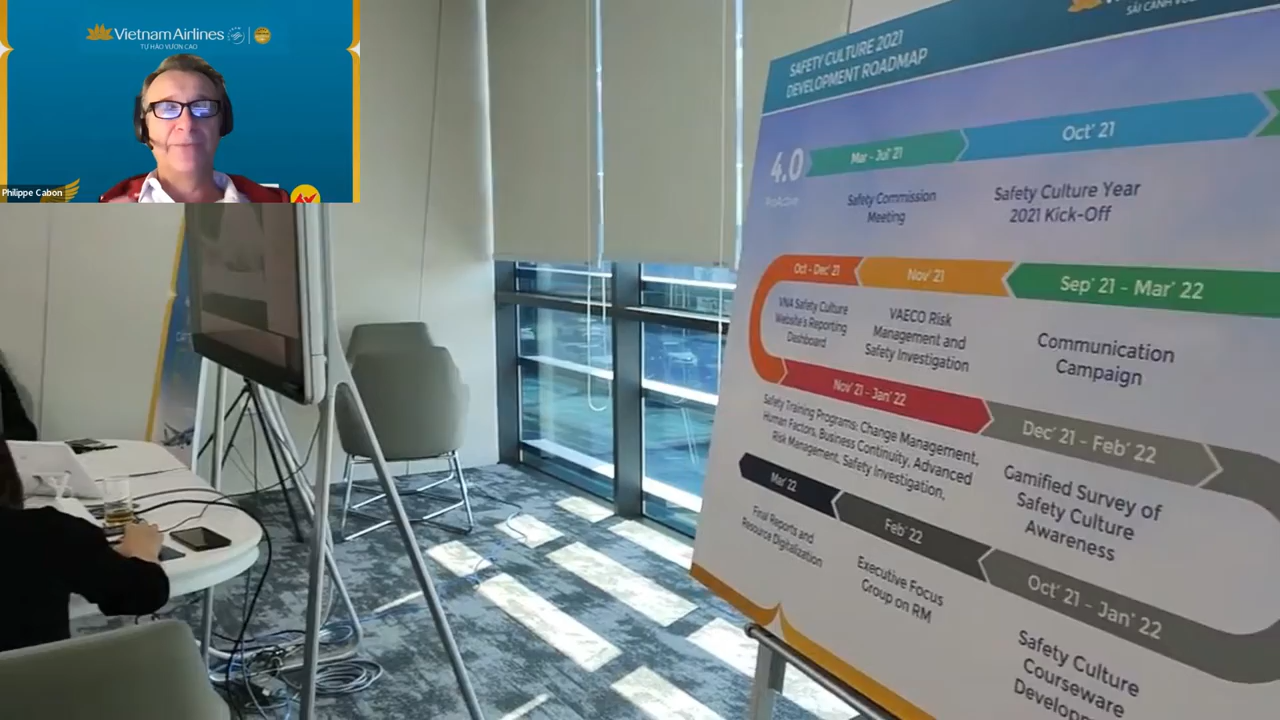 Vietnam Airlines
TỰ HÀO VƯƠN CAO
Philippe Cabon
SẢI CÁNH
SAFETY CULTURE 2021
DEVELOPMENT ROADMAP
4.0
ProActive
Mar - Jul' 21
Oct' 21
Safety Commission
Meeting
Safety Culture Year
2021 Kick-Off
Oct - Dec' 21
Nov' 21
Sep' 21 - Mar' 22
VNA Safety Culture
Website's Reporting
Dashboard
VAECO Risk
Management and
Safety Investigation
Communication
Campaign
Nov' 21 - Jan' 22
Dec' 21 - Feb' 22
Safety Training Programs: Change Management,
Human Factors, Business Continuity, Advanced
Risk Management, Safety Investigation,
Gamified Survey of
Safety Culture
Awareness
Mar' 22
Feb' 22
Oct' 21 - Jan' 22
Final Reports and
Resource Digitalization
Executive Focus
Group on RM
Safety Culture
Courseware